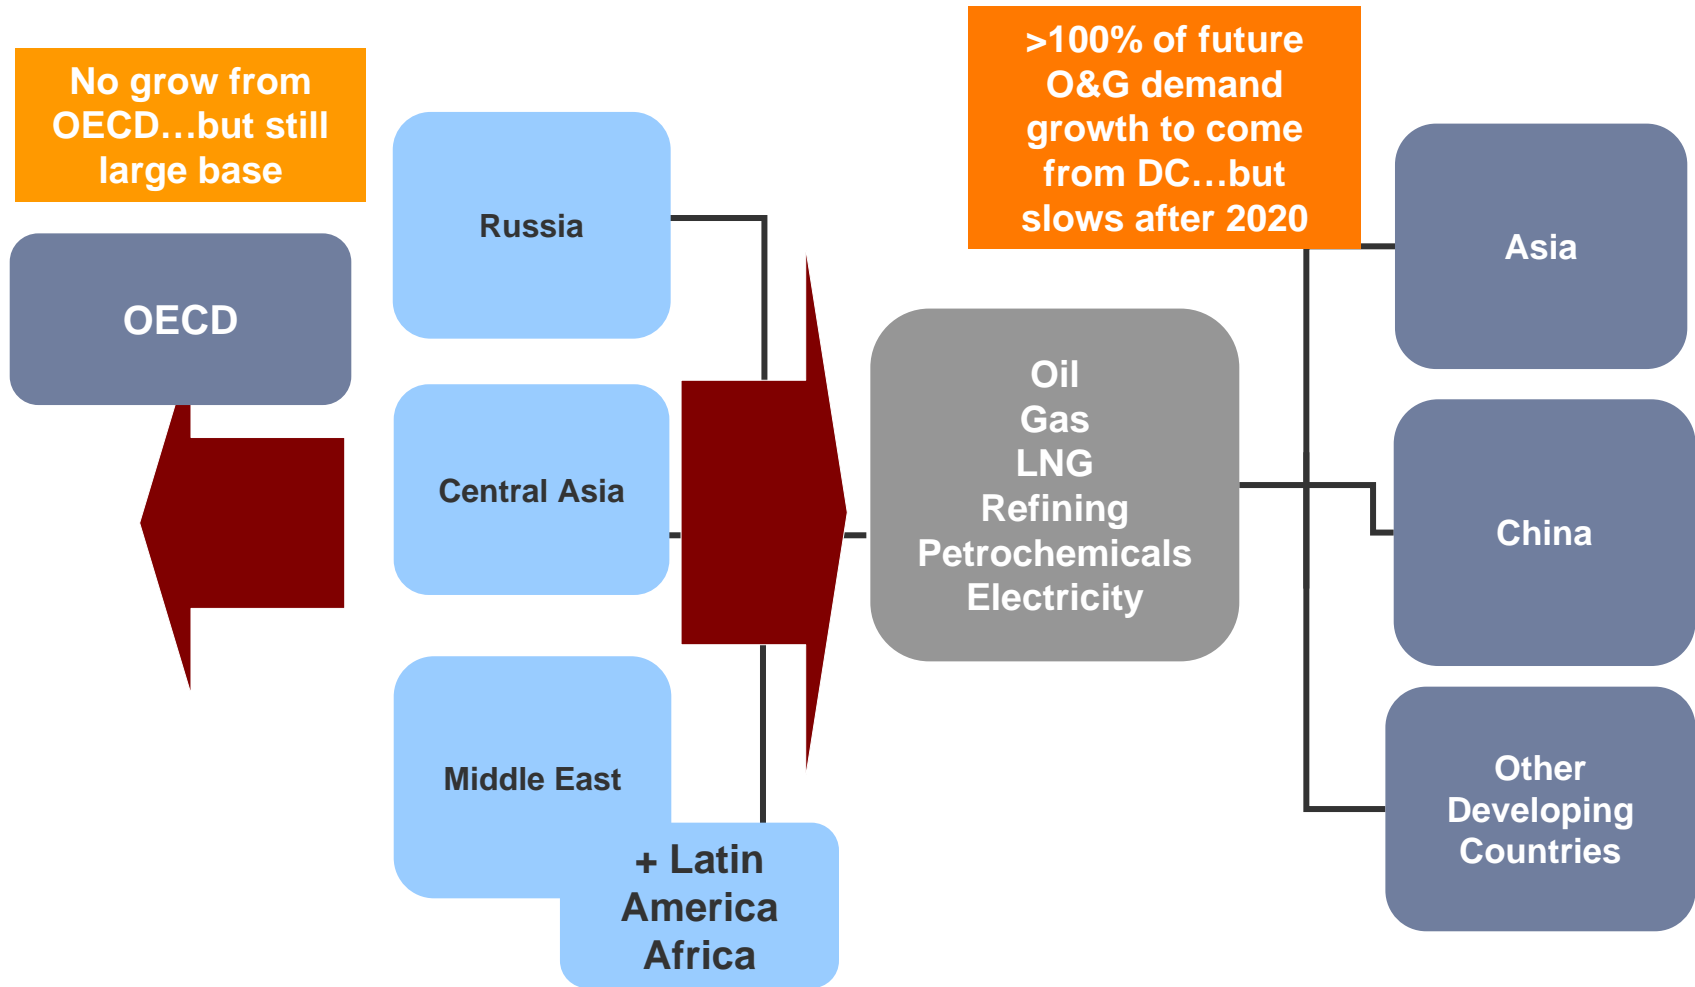 No grow from
OECD…but still
large base
OECD
Russia
Central Asia
Middle East
+ Latin
America
Africa
>100% of future
O&G demand
growth to come
from DC…but
slows after 2020
Oil
Gas
LNG
Refining
Petrochemicals
Electricity
Asia
China
Other
Developing
Countries